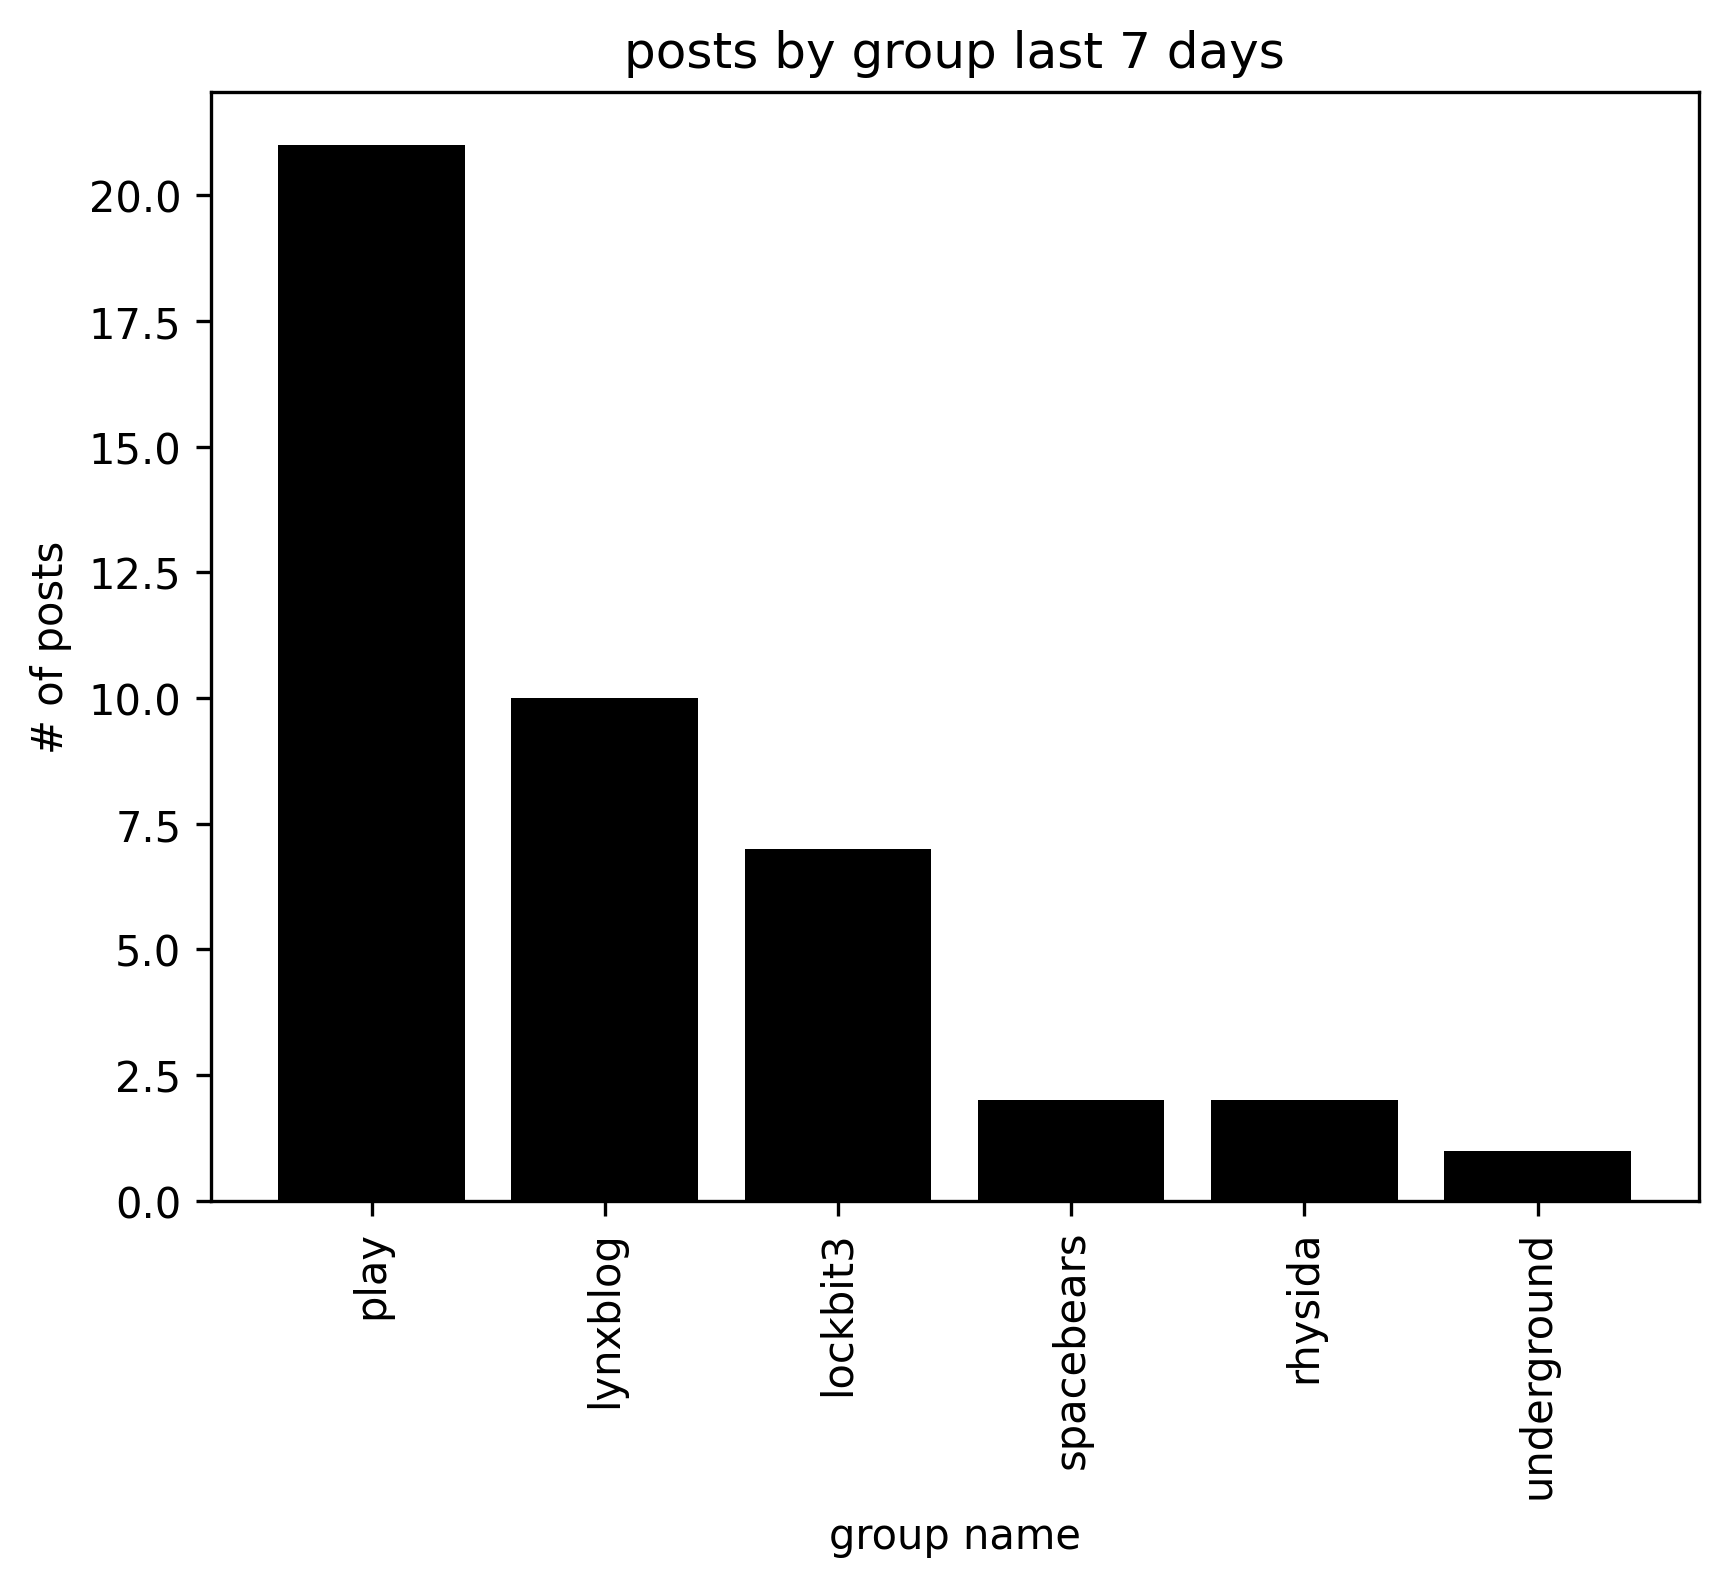 posts by group last 7 days
# of posts
20.0
17.5
15.0
12.5
10.0
7.5
5.0
2.5
0.0
play
lynxblog
lockbit3
spacebears
rhysida
underground
group name